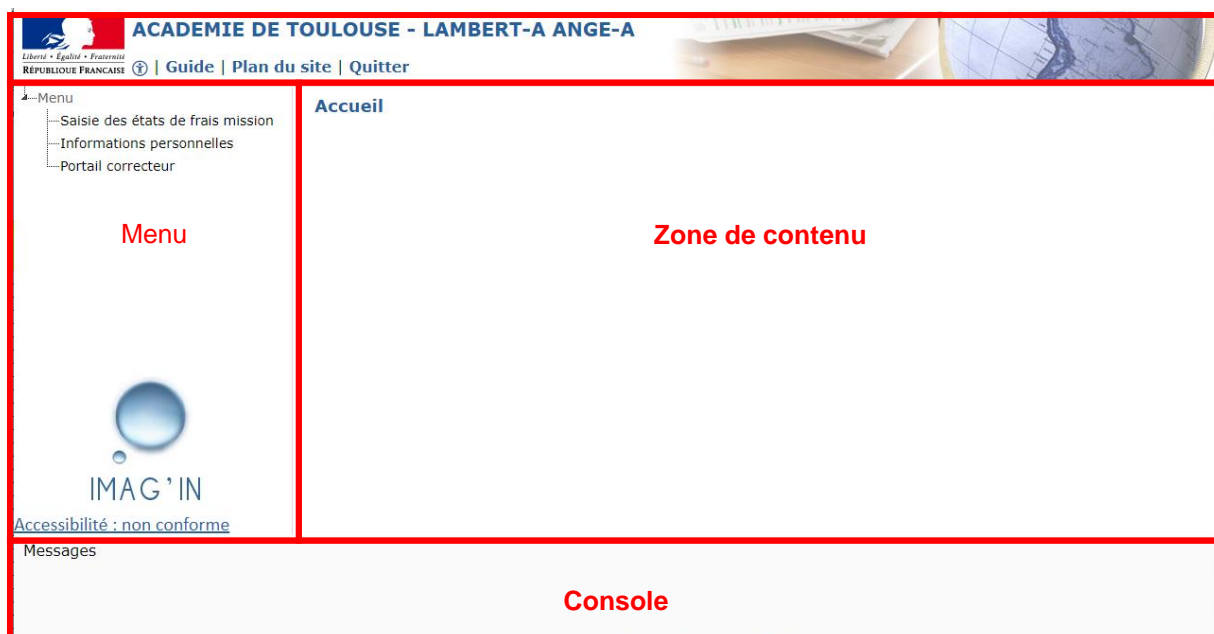 ACADEMIE DE TOULOUSE - LAMBERT-A ANGE-A
Liberté • Égalité • Fraternité
RÉPUBLIQUE FRANÇAISE
| Guide | Plan du site | Quitter
Menu
Saisie des états de frais mission
Informations personnelles
Portail correcteur
Menu
IMAG'IN
Accessibilité : non conforme
Accueil
Zone de contenu
Messages
Console